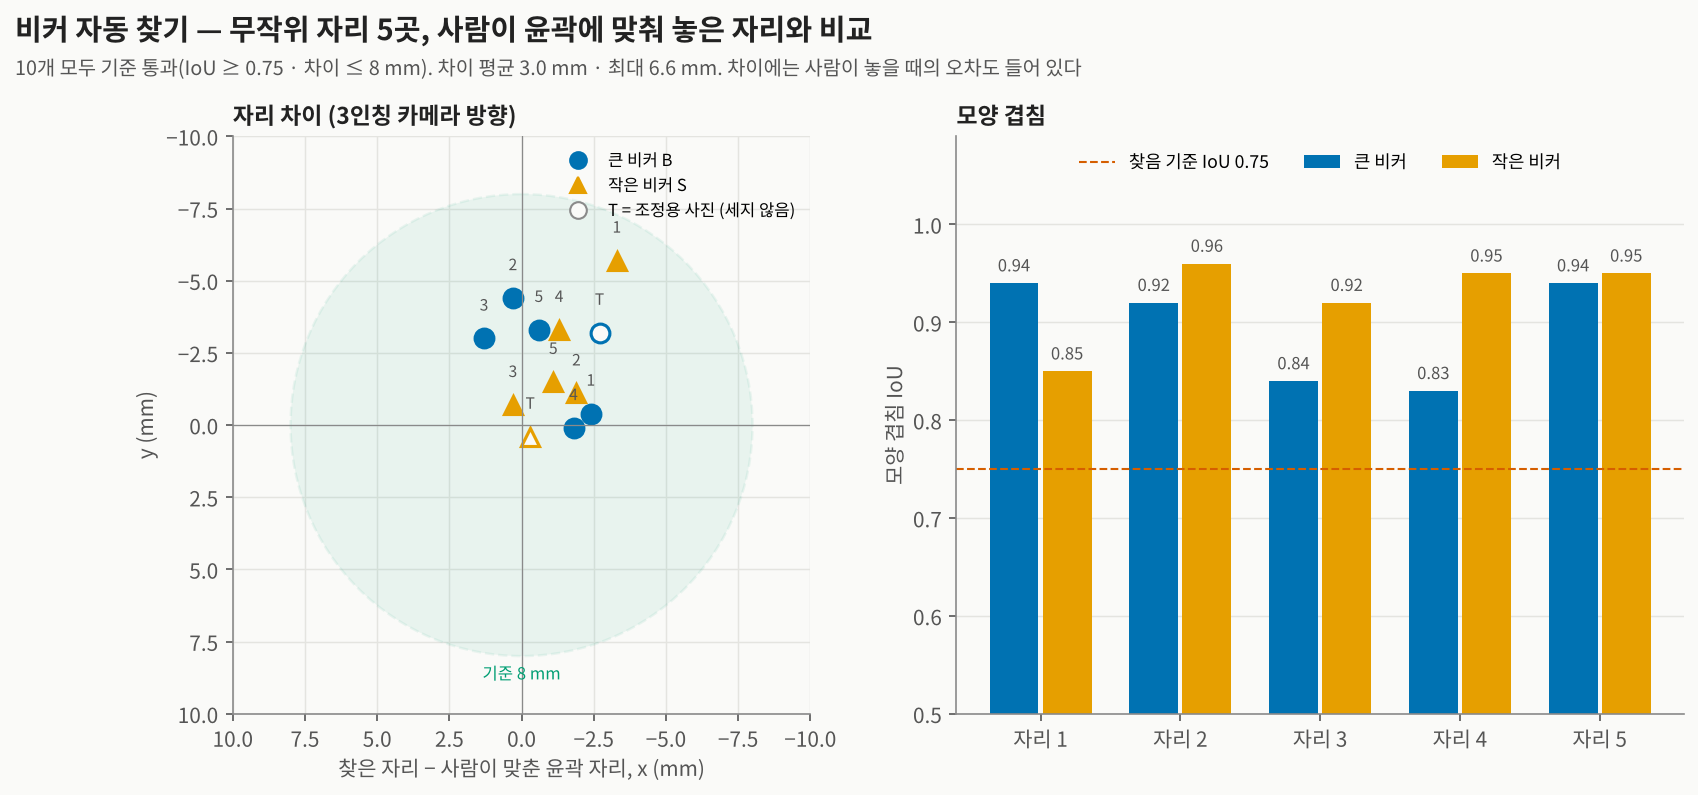 비커 자동 찾기 — 무작위 자리 5곳, 사람이 윤곽에 맞춰 놓은 자리와 비교
10개 모두 기준 통과(IoU ≥ 0.75 · 차이 ≤ 8 mm). 차이 평균 3.0 mm · 최대 6.6 mm. 차이에는 사람이 놓을 때의 오차도 들어 있다
자리 차이 (3인칭 카메라 방향)
큰 비커 B
작은 비커 S
T = 조정용 사진 (세지 않음)
−10.0
−7.5
−5.0
−2.5
0.0
2.5
5.0
7.5
10.0
y (mm)
1
2
3
5
4
T
5
2
3
1
4
T
기준 8 mm
10.0
7.5
5.0
2.5
0.0
−2.5
−5.0
−7.5
−10.0
찾은 자리 − 사람이 맞춘 윤곽 자리, x (mm)
모양 겹침
찾음 기준 IoU 0.75
큰 비커
작은 비커
1.0
0.9
0.8
0.7
0.6
0.5
모양 겹침 IoU
0.94
0.85
0.92
0.96
0.84
0.92
0.83
0.95
0.94
0.95
자리 1
자리 2
자리 3
자리 4
자리 5